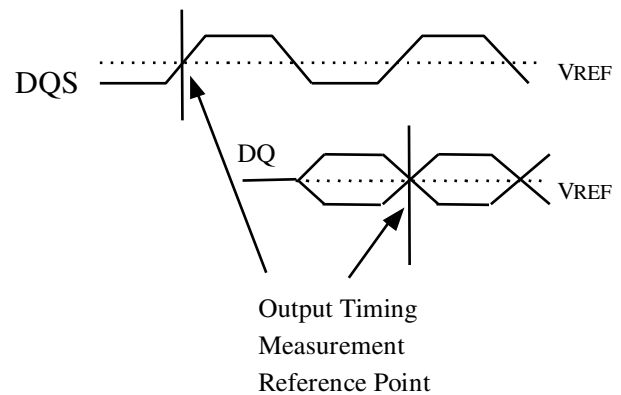 DQS
VREF
DQ
VREF
Output Timing
Measurement
Reference Point